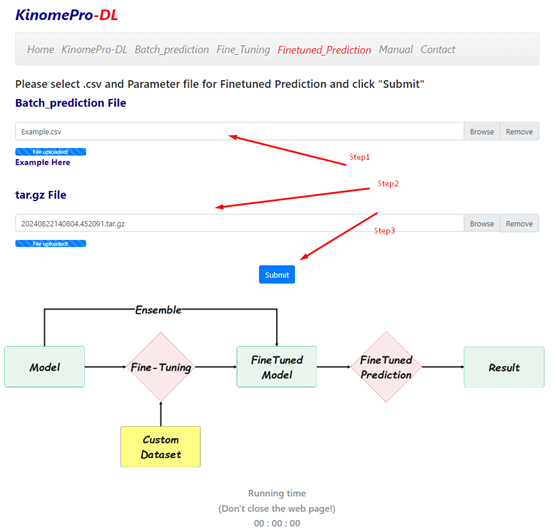 KinomePro-DL
Home KinomePro-DL Batch_prediction Fine_Tuning Finetuned_Prediction Manual Contact
Please select .csv and Parameter file for Finetuned Prediction and click "Submit"
Batch_prediction File
Example.csv Browse Remove
File uploaded!
Example Here
Step1
Step2
tar.gz File
20240822140804.452091.tar.gz Browse Remove
Step3
File uploaded!
Submit
Ensemble
Model Fine-Tuning FineTuned Model FineTuned Prediction Result
Custom
Dataset
Running time
(Don't close the web page!)
00 : 00 : 00